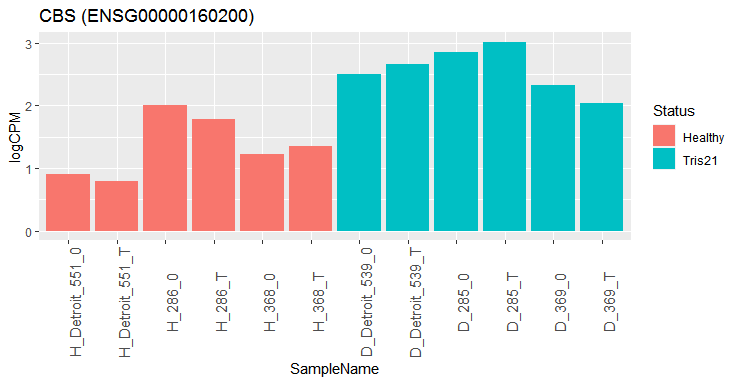 CBS (ENSG00000160200)
logCPM
3
2
1
0
H_Detroit_551_0
H_Detroit_551_T
H_286_0
H_286_T
H_368_0
H_368_T
D_Detroit_539_0
D_Detroit_539_T
D_285_0
D_285_T
D_369_0
D_369_T
SampleName
Status
Healthy
Tris21